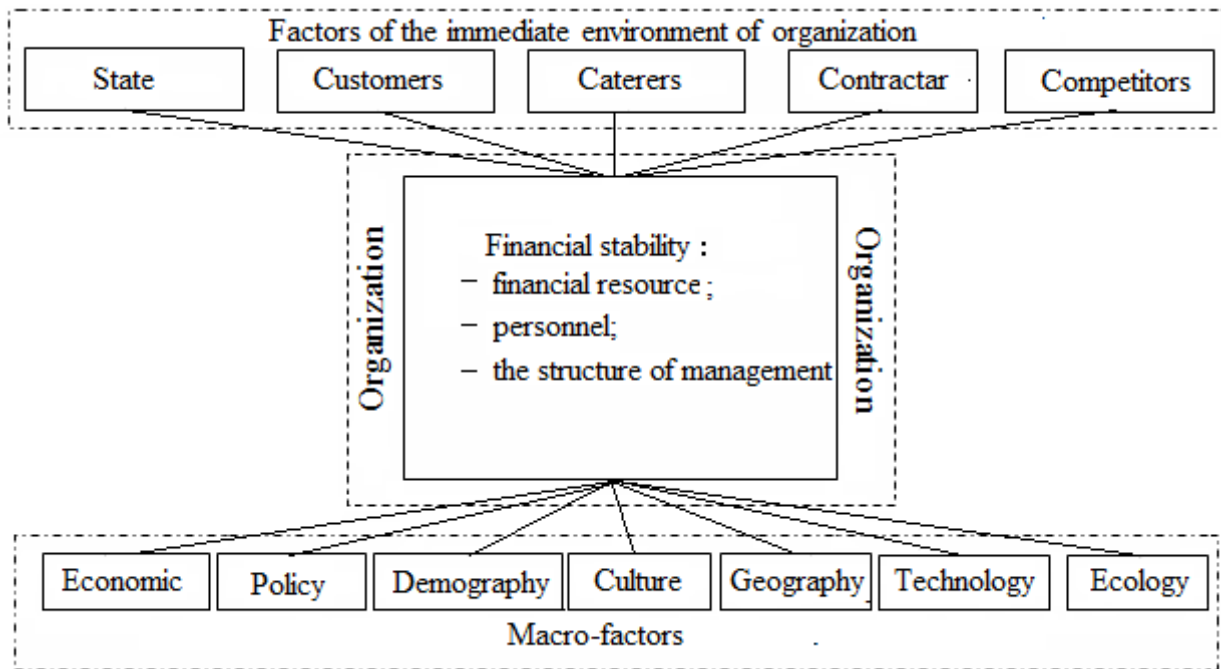 Factors of the immediate environment of organization
State
Customers
Caterers
Contractar
Competitors
Organization
Financial stability :
– financial resource ;
– personnel;
– the structure of management
Organization
Economic
Policy
Demography
Culture
Geography
Technology
Ecology
Macro-factors